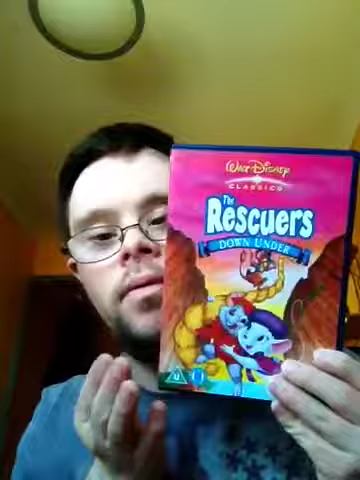 Walt Disney
CLASSICS
The
Rescuers
DOWN UNDER
U